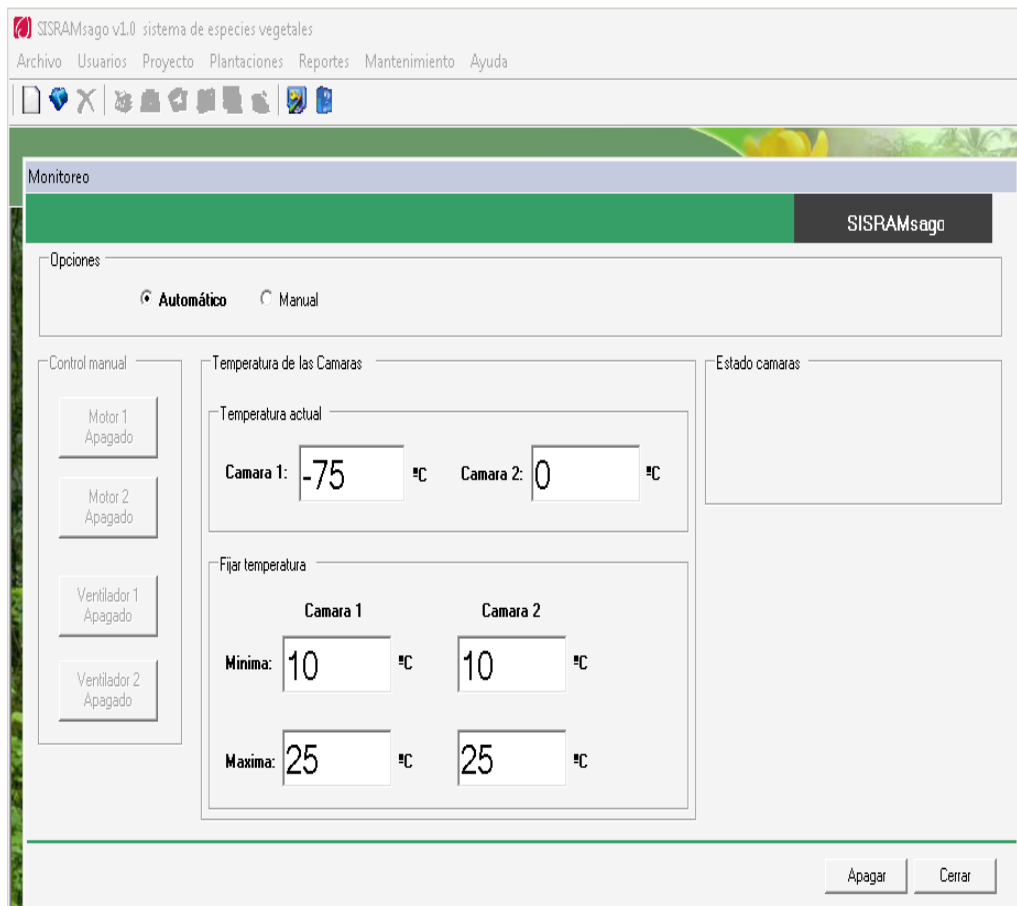 SISRAMsago v1.0 sistema de especies vegetales
Archivo Usuarios Proyecto Plantaciones Reportes Mantenimiento Ayuda
Monitoreo
SISRAMsago
Opciones
Automático Manual
Control manual
Motor 1
Apagado
Motor 2
Apagado
Ventilador 1
Apagado
Ventilador 2
Apagado
Temperatura de las Camaras
Temperatura actual
Camara 1: -75 ºC Camara 2: 0 ºC
Fijar temperatura
Camara 1 Camara 2
Minima: 10 ºC 10 ºC
Maxima: 25 ºC 25 ºC
Estado camaras
Apagar Cerrar